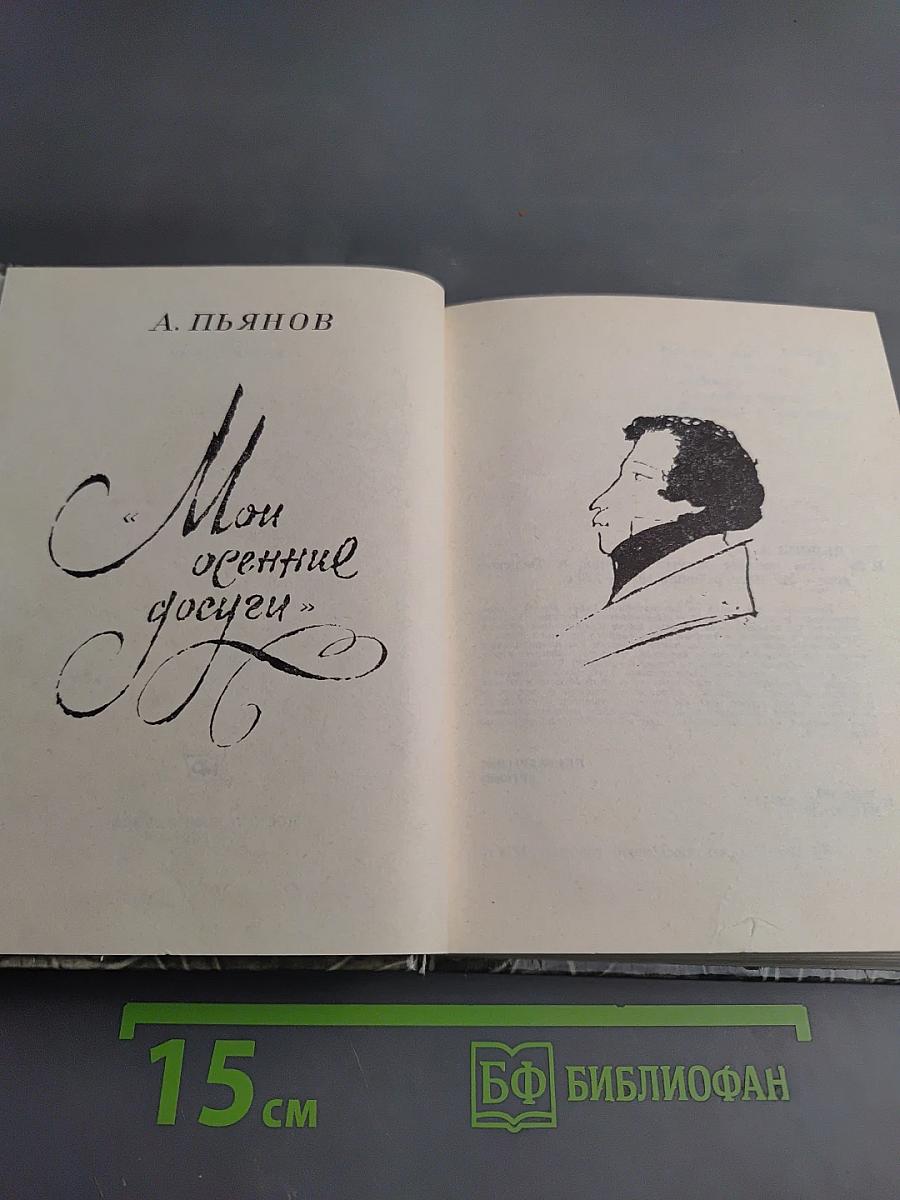 А. ПЬЯНОВ
«Мои
осенние
досуги»
15 см
БФ БИБЛИОФАН